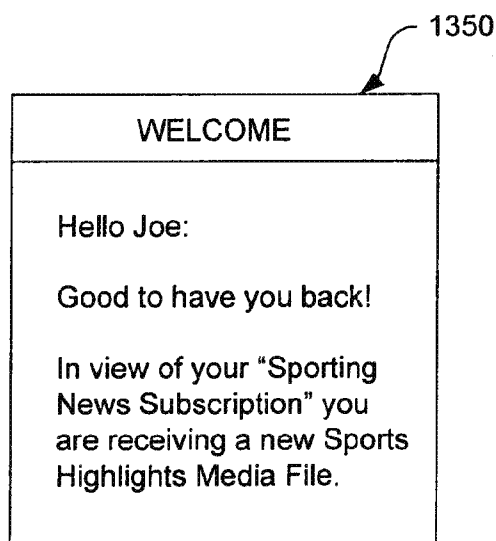 1350
WELCOME
Hello Joe:
Good to have you back!
In view of your “Sporting
News Subscription” you
are receiving a new Sports
Highlights Media File.